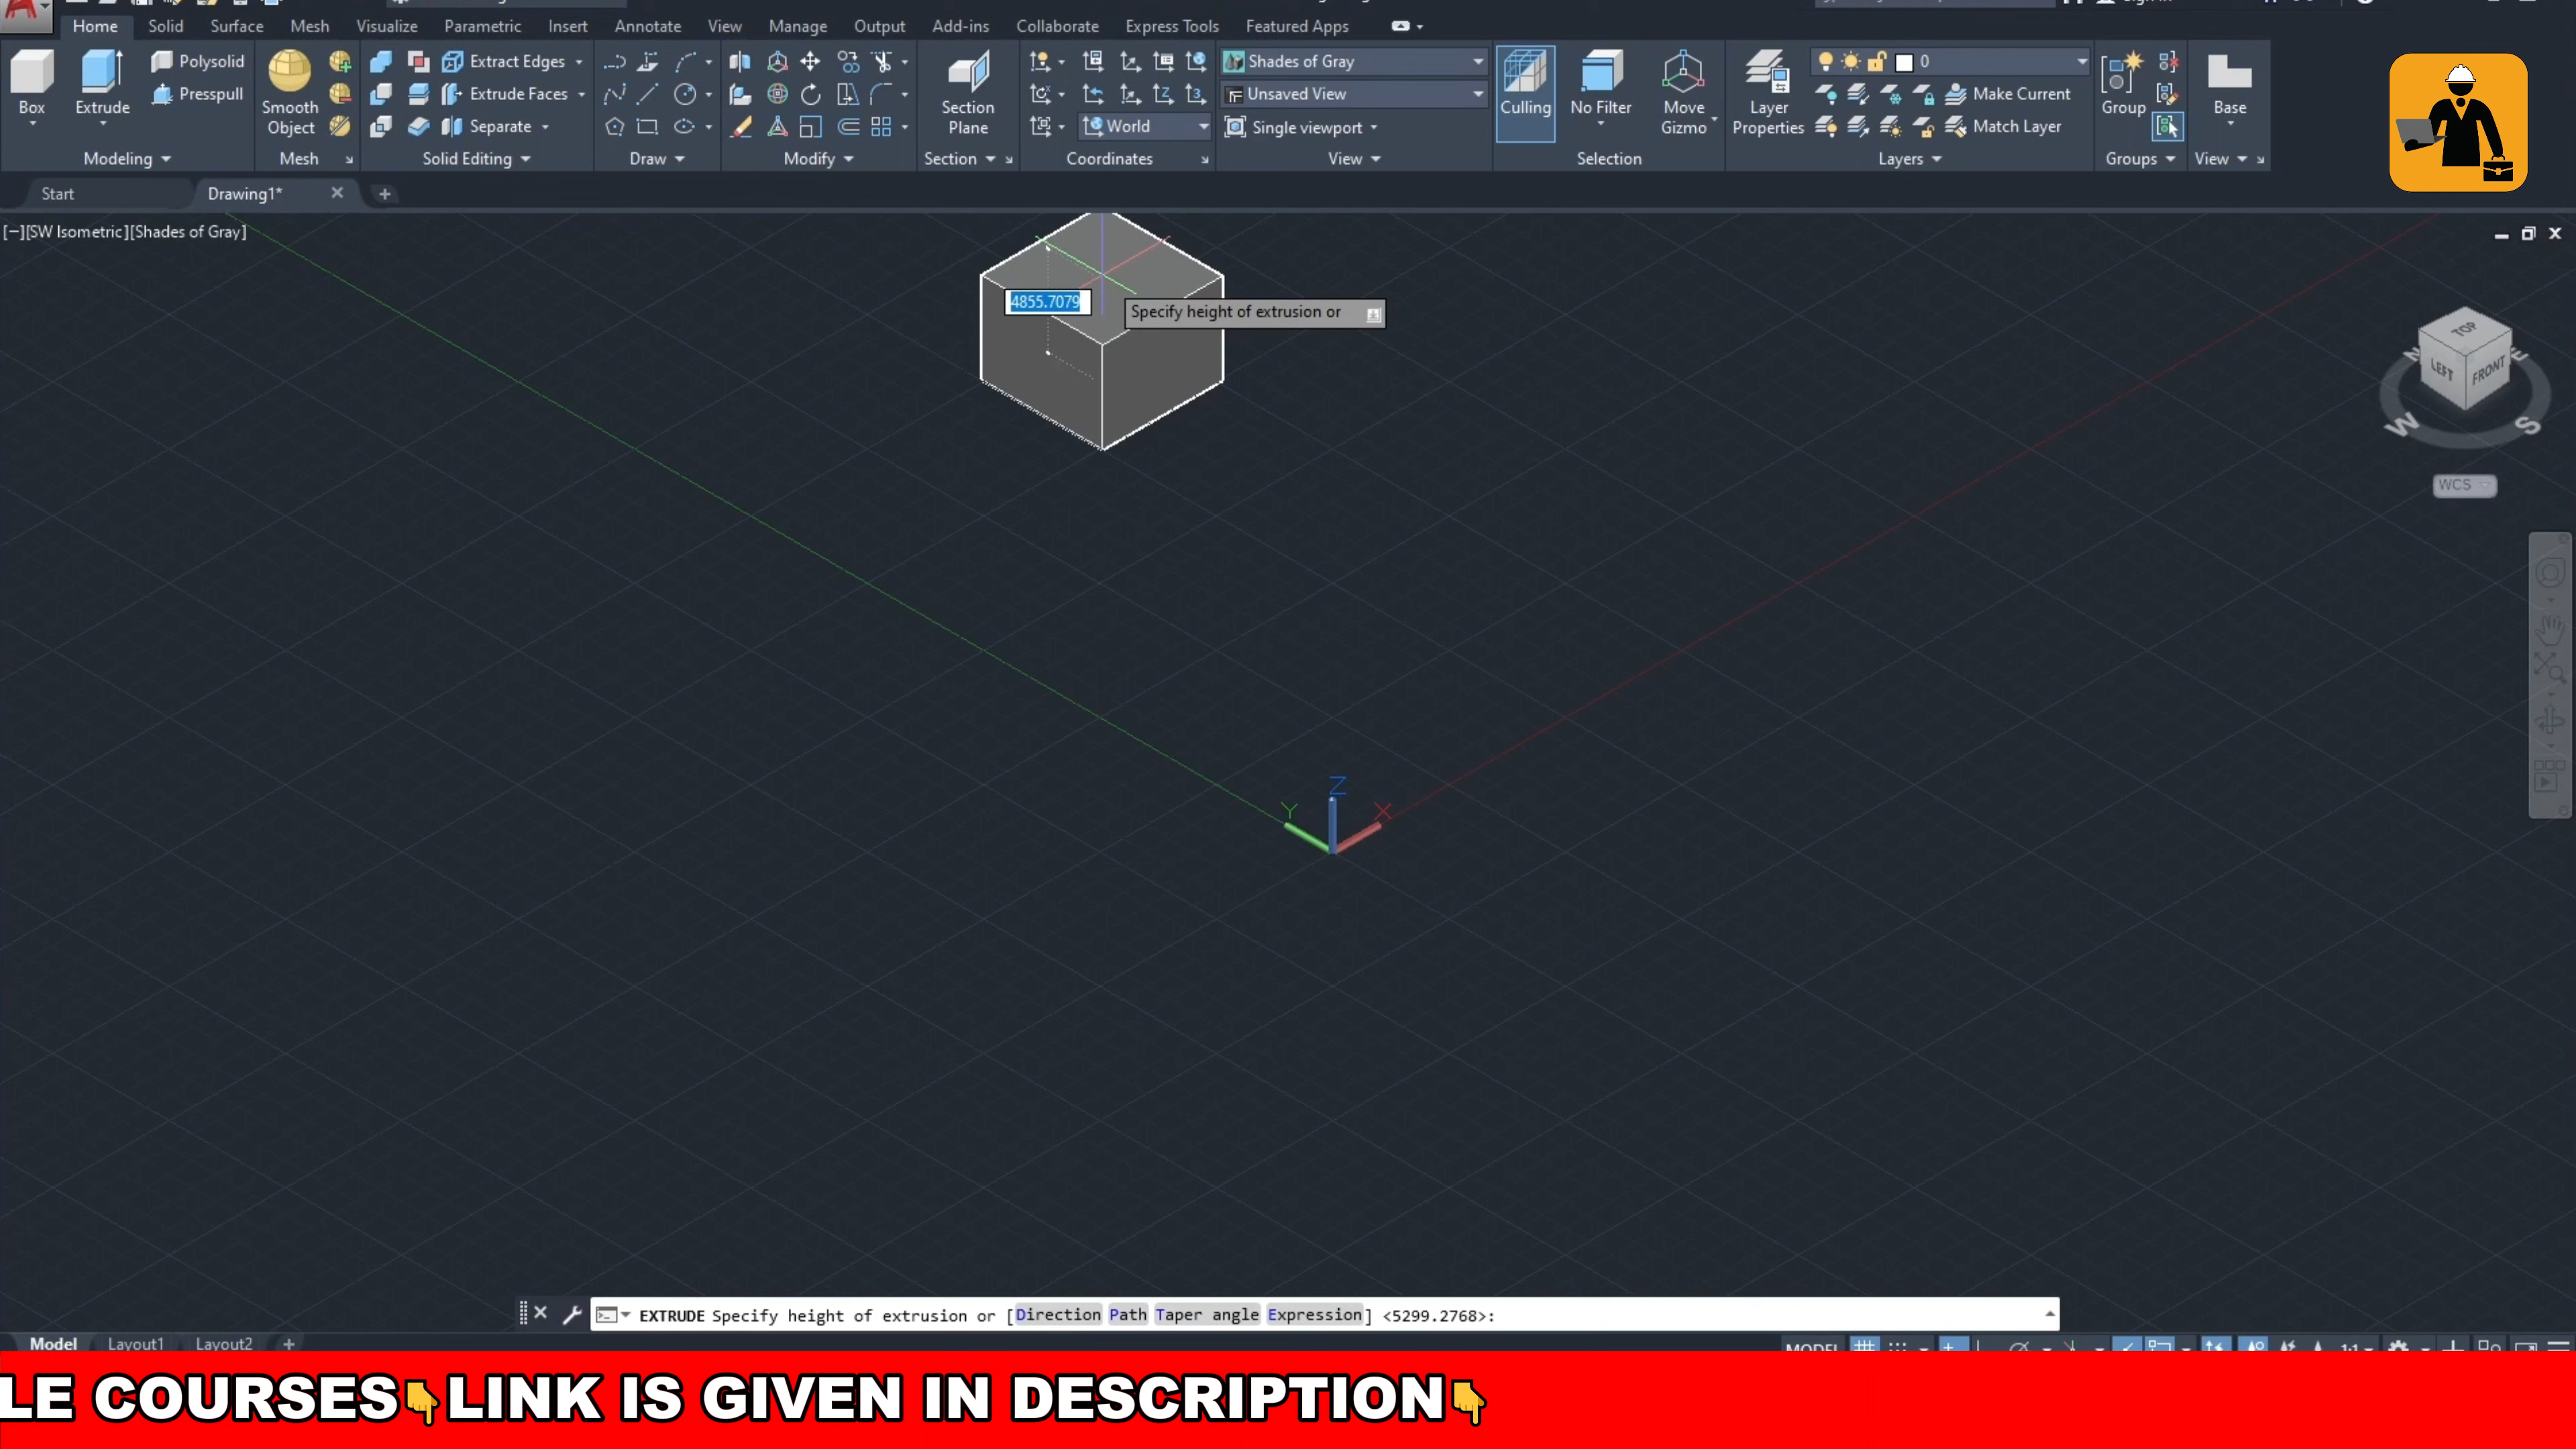 Home Solid Surface Mesh Visualize Parametric Insert Annotate View Manage Output Add-ins Collaborate Express Tools Featured Apps
Box
Extrude
Polysolid
Presspull
Smooth
Object
Extract Edges
Extrude Faces
Separate
Section
Plane
World
Shades of Gray
Unsaved View
Single viewport
Culling
No Filter
Move
Gizmo
Layer
Properties
0
Make Current
Match Layer
Group
Base
Modeling Mesh Solid Editing Draw Modify Section Coordinates View Selection Layers Groups View
Start Drawing1*
[−][SW Isometric][Shades of Gray]
4855.7079
Specify height of extrusion or
TOP
LEFT FRONT
N E
W S
WCS
Z
Y X
EXTRUDE Specify height of extrusion or [Direction Path Taper angle Expression] <5299.2768>:
Model Layout1 Layout2
MODEL 1:1
LE COURSES👇LINK IS GIVEN IN DESCRIPTION👇